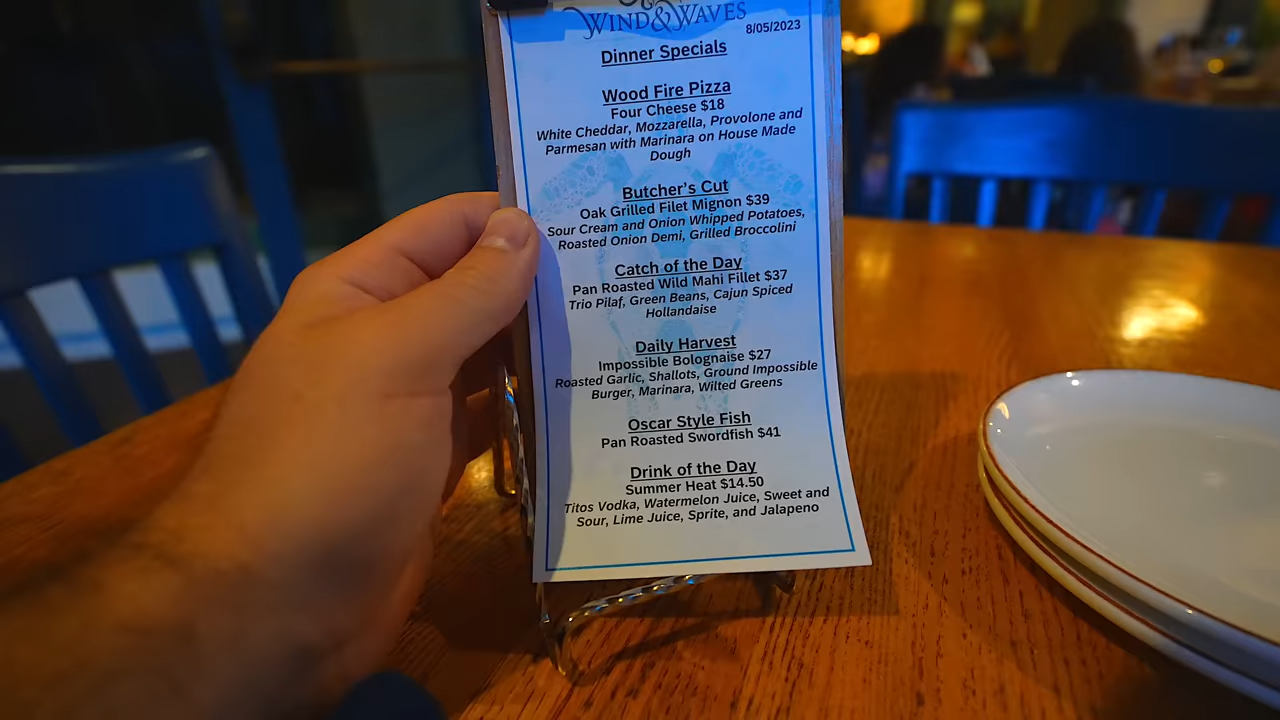 WIND&WAVES
8/05/2023
Dinner Specials
Wood Fire Pizza
Four Cheese $18
White Cheddar, Mozzarella, Provolone and
Parmesan with Marinara on House Made
Dough
Butcher's Cut
Oak Grilled Filet Mignon $39
Sour Cream and Onion Whipped Potatoes,
Roasted Onion Demi, Grilled Broccolini
Catch of the Day
Pan Roasted Wild Mahi Fillet $37
Trio Pilaf, Green Beans, Cajun Spiced
Hollandaise
Daily Harvest
Impossible Bolognaise $27
Roasted Garlic, Shallots, Ground Impossible
Burger, Marinara, Wilted Greens
Oscar Style Fish
Pan Roasted Swordfish $41
Drink of the Day
Summer Heat $14.50
Titos Vodka, Watermelon Juice, Sweet and
Sour, Lime Juice, Sprite, and Jalapeno